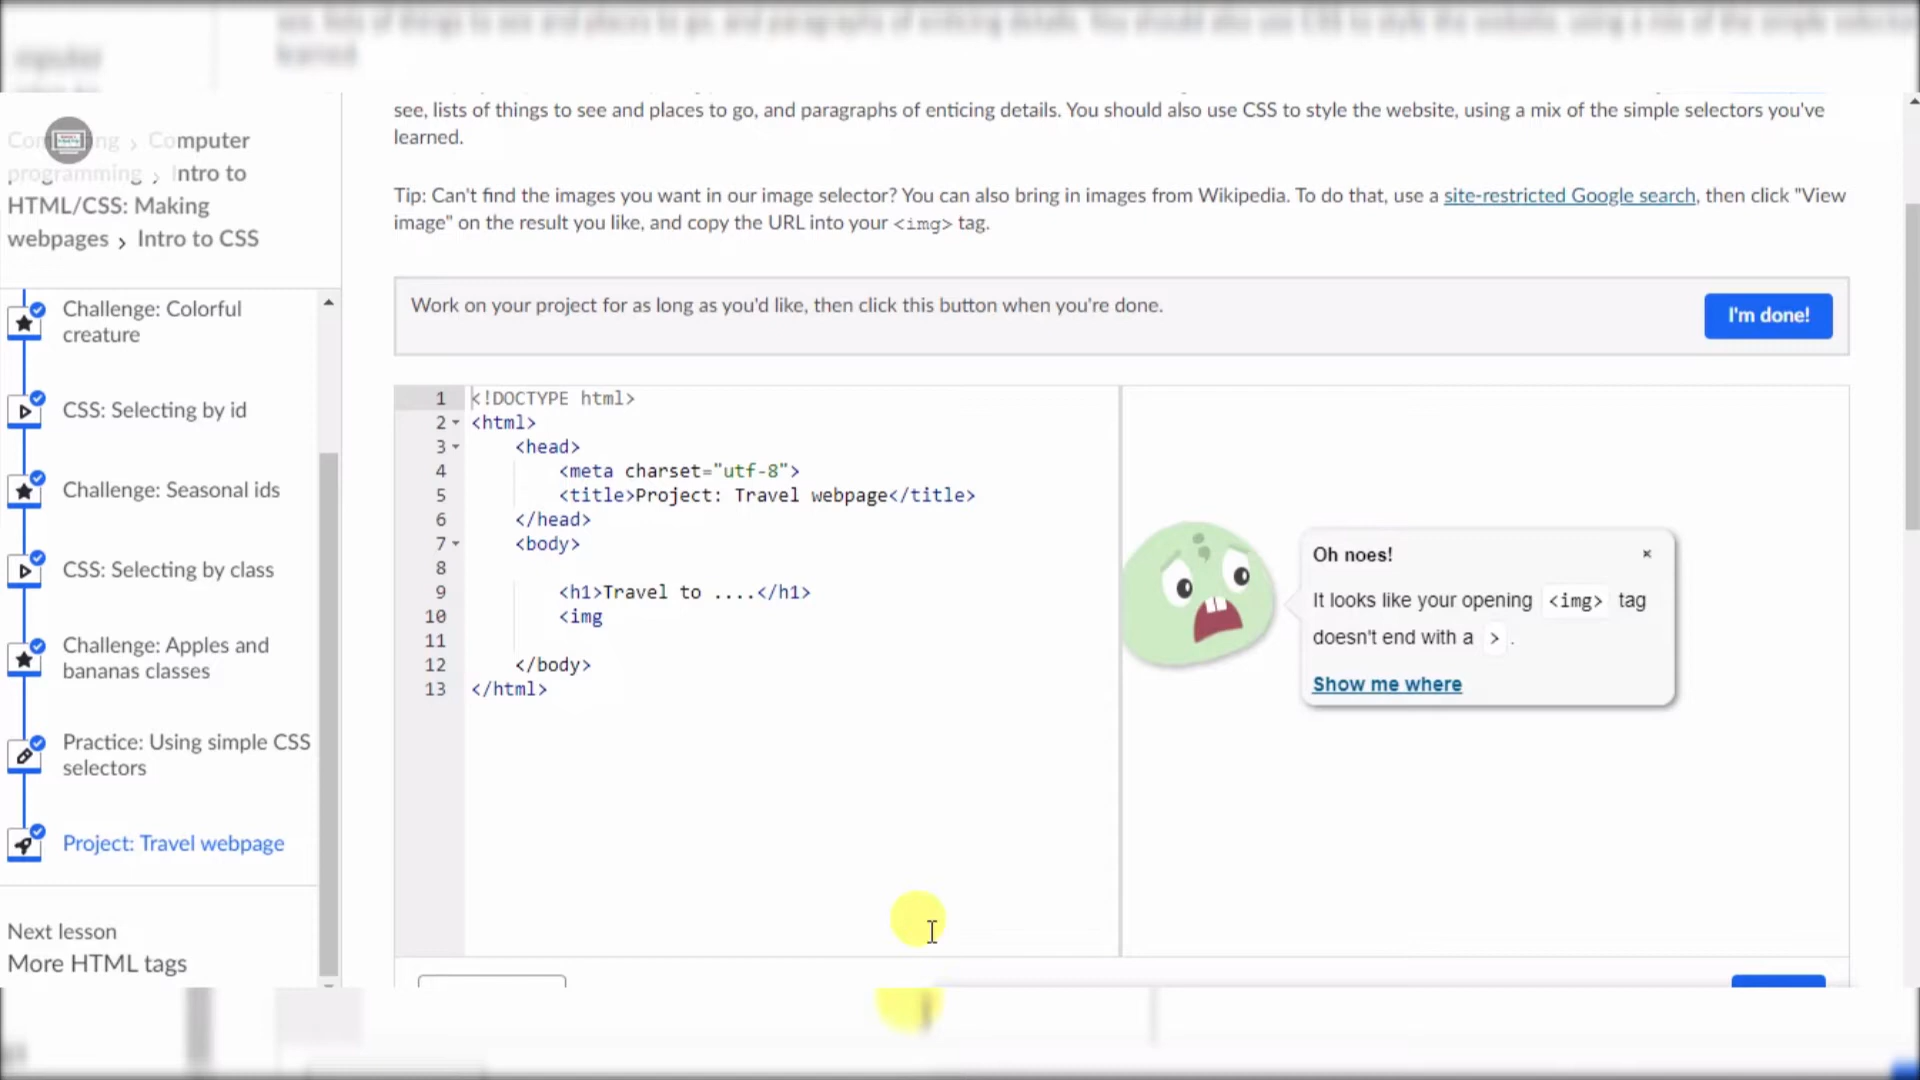 learned
see, lists of things to see and places to go, and paragraphs of enticing details. You should also use CSS to style the website, using a mix of the simple selectors you've
learned.
Tip: Can't find the images you want in our image selector? You can also bring in images from Wikipedia. To do that, use a site-restricted Google search, then click "View
image" on the result you like, and copy the URL into your <img> tag.
Computing > Computer
programming > Intro to
HTML/CSS: Making
webpages > Intro to CSS
Challenge: Colorful
creature
CSS: Selecting by id
Challenge: Seasonal ids
CSS: Selecting by class
Challenge: Apples and
bananas classes
Practice: Using simple CSS
selectors
Project: Travel webpage
Next lesson
More HTML tags
Work on your project for as long as you'd like, then click this button when you're done.
I'm done!
1 <!DOCTYPE html>
2 <html>
3 <head>
4 <meta charset="utf-8">
5 <title>Project: Travel webpage</title>
6 </head>
7 <body>
8
9 <h1>Travel to ....</h1>
10 <img
11
12 </body>
13 </html>
Oh noes!
It looks like your opening <img> tag
doesn't end with a > .
Show me where